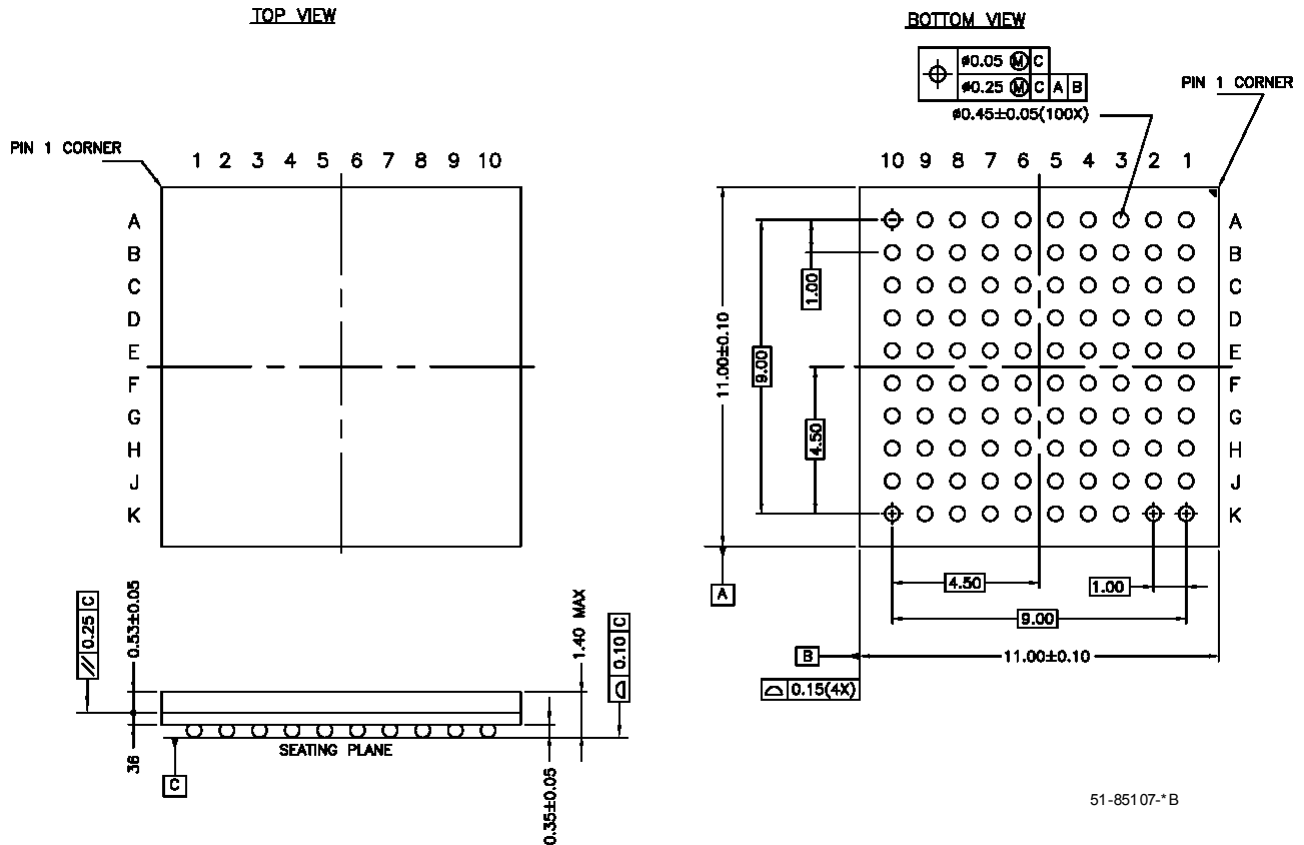 TOP VIEW
BOTTOM VIEW
ø0.05 Ⓜ C
ø0.25 Ⓜ C A B
ø0.45±0.05(100X)
PIN 1 CORNER
PIN 1 CORNER
1 2 3 4 5 6 7 8 9 10
10 9 8 7 6 5 4 3 2 1
A
B
C
D
E
F
G
H
J
K
A
B
C
D
E
F
G
H
J
K
1.00
11.00±0.10
9.00
4.50
4.50
1.00
9.00
11.00±0.10
A
B
0.15(4X)
0.25 C
0.53±0.05
1.40 MAX
0.10 C
SEATING PLANE
36
C
0.35±0.05
51-85107-*B